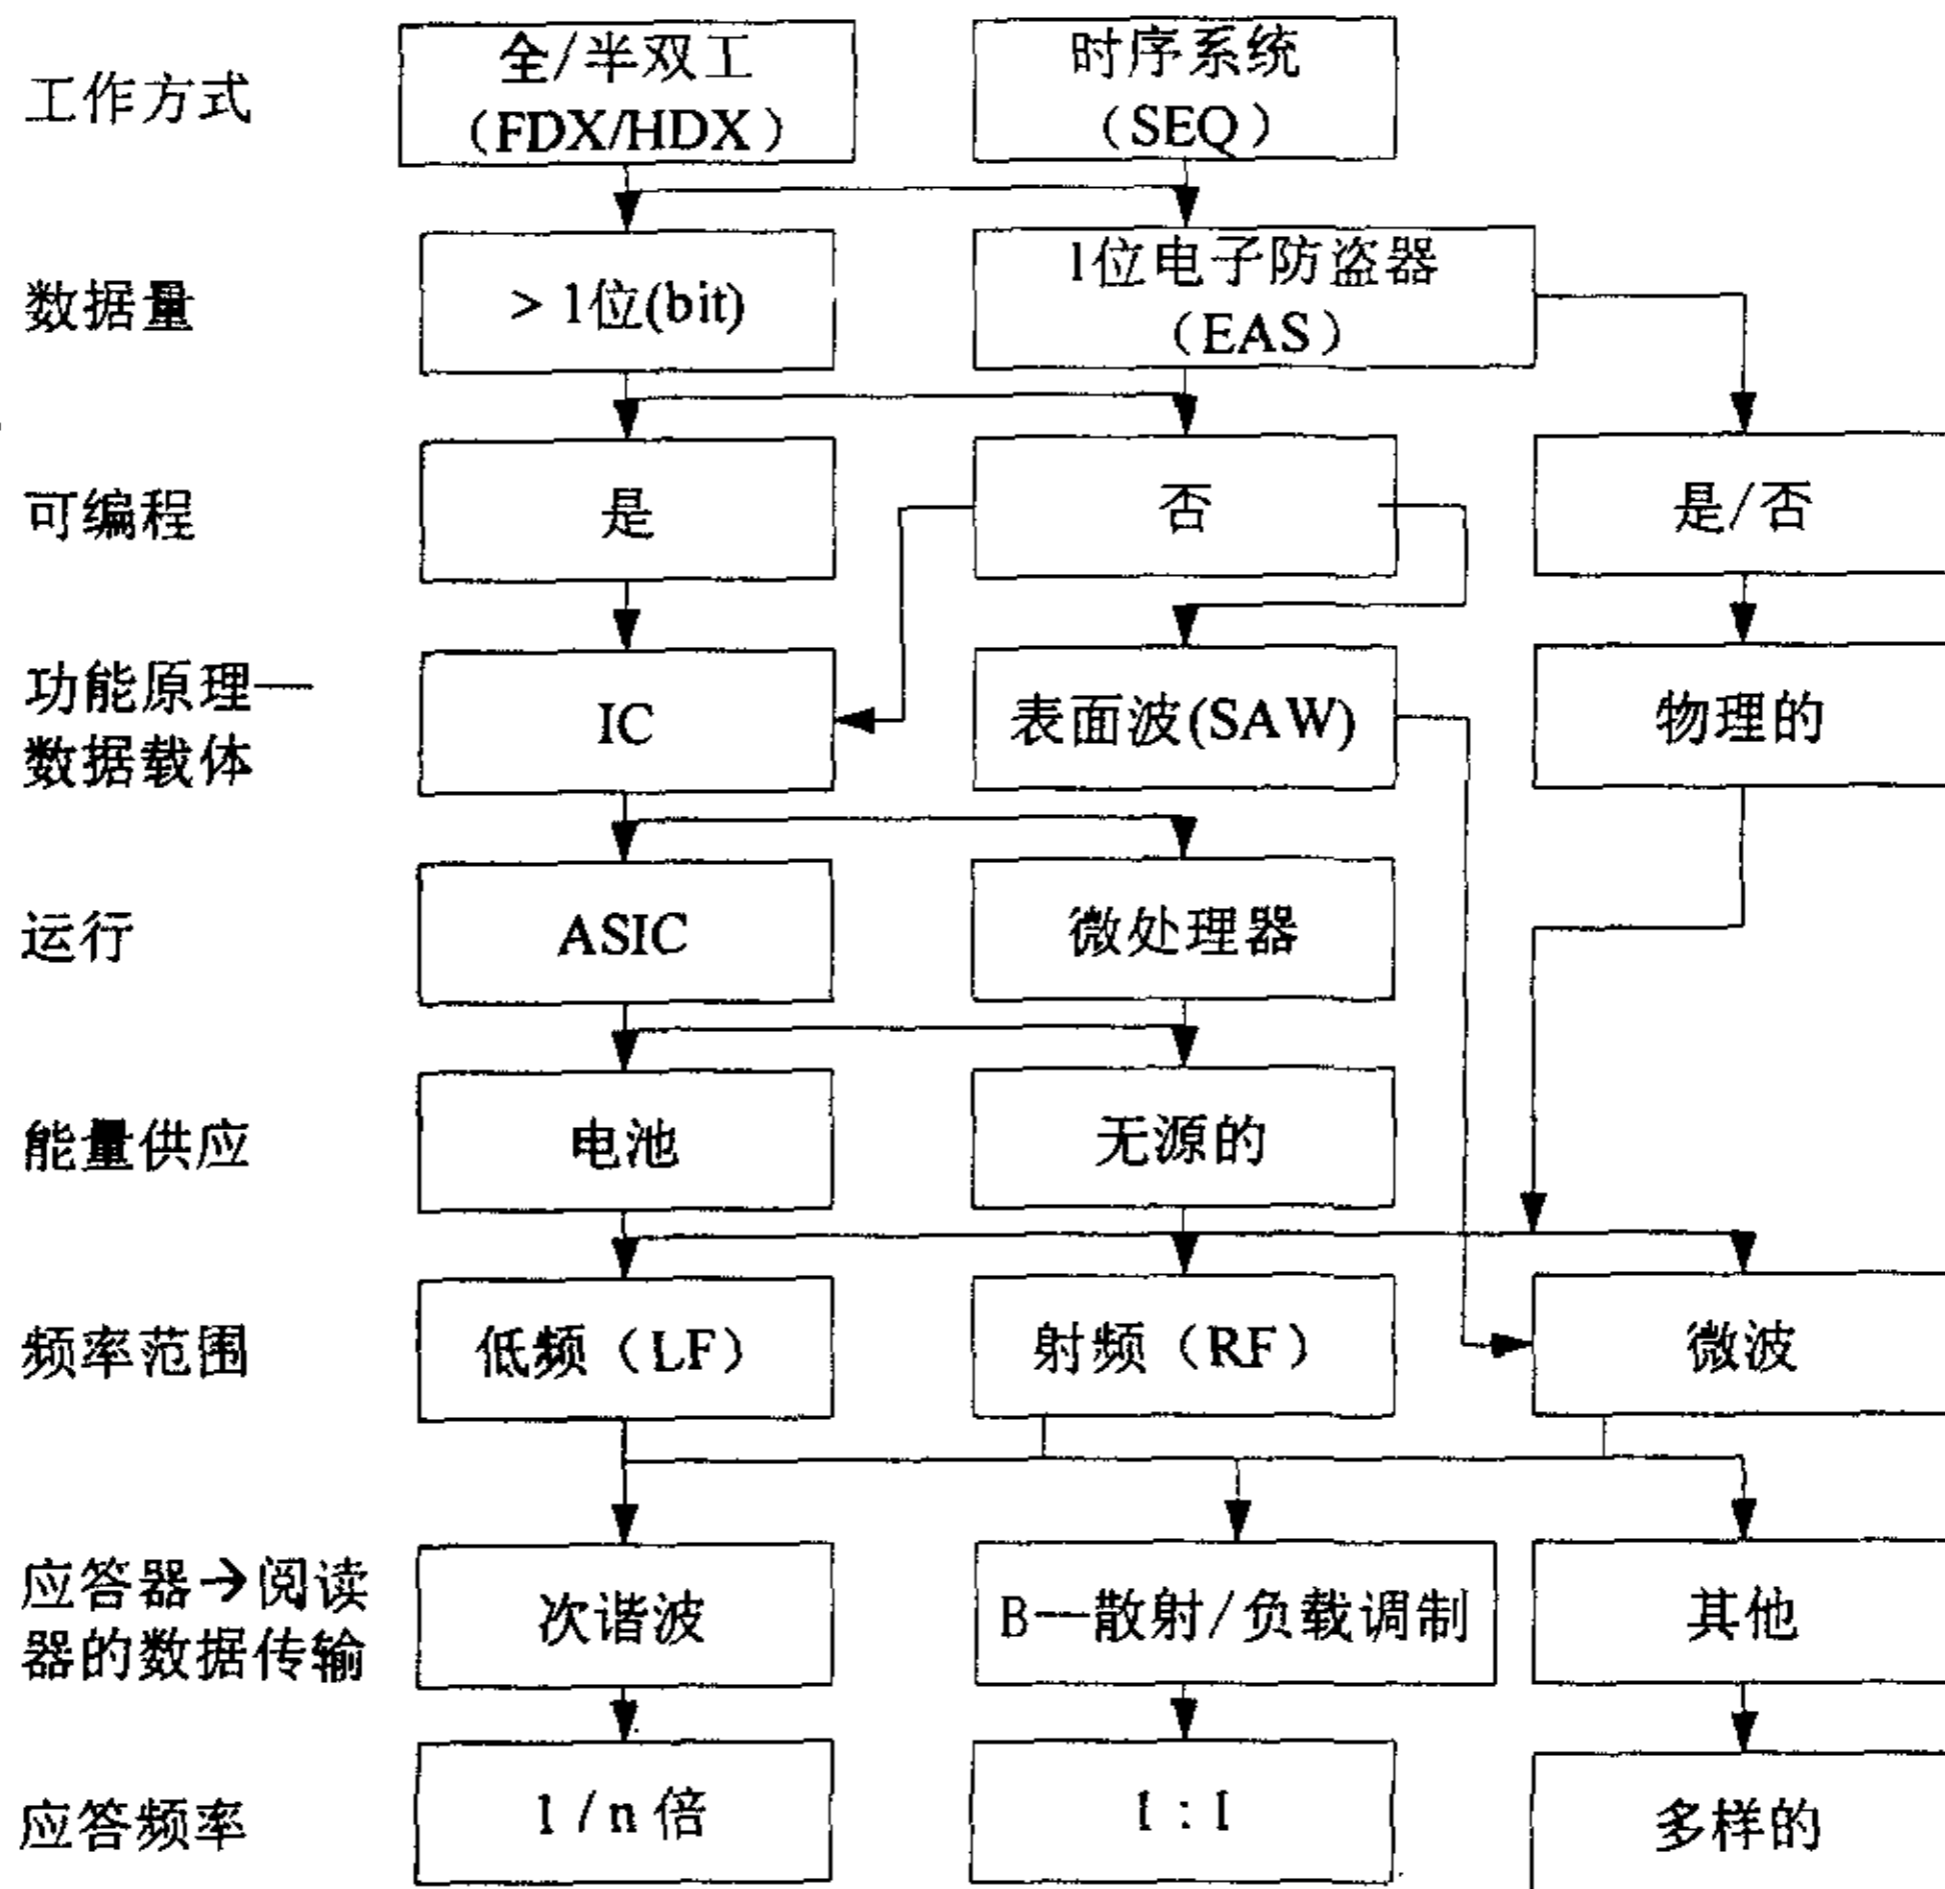 工作方式
全/半双工
（FDX/HDX）
时序系统
（SEQ）
数据量
> 1位(bit)
1位电子防盗器
（EAS）
可编程
是
否
是/否
功能原理—
数据载体
IC
表面波(SAW)
物理的
运行
ASIC
微处理器
能量供应
电池
无源的
频率范围
低频（LF）
射频（RF）
微波
应答器→阅读
器的数据传输
次谐波
B—散射/负载调制
其他
应答频率
1 / n 倍
1 : 1
多样的